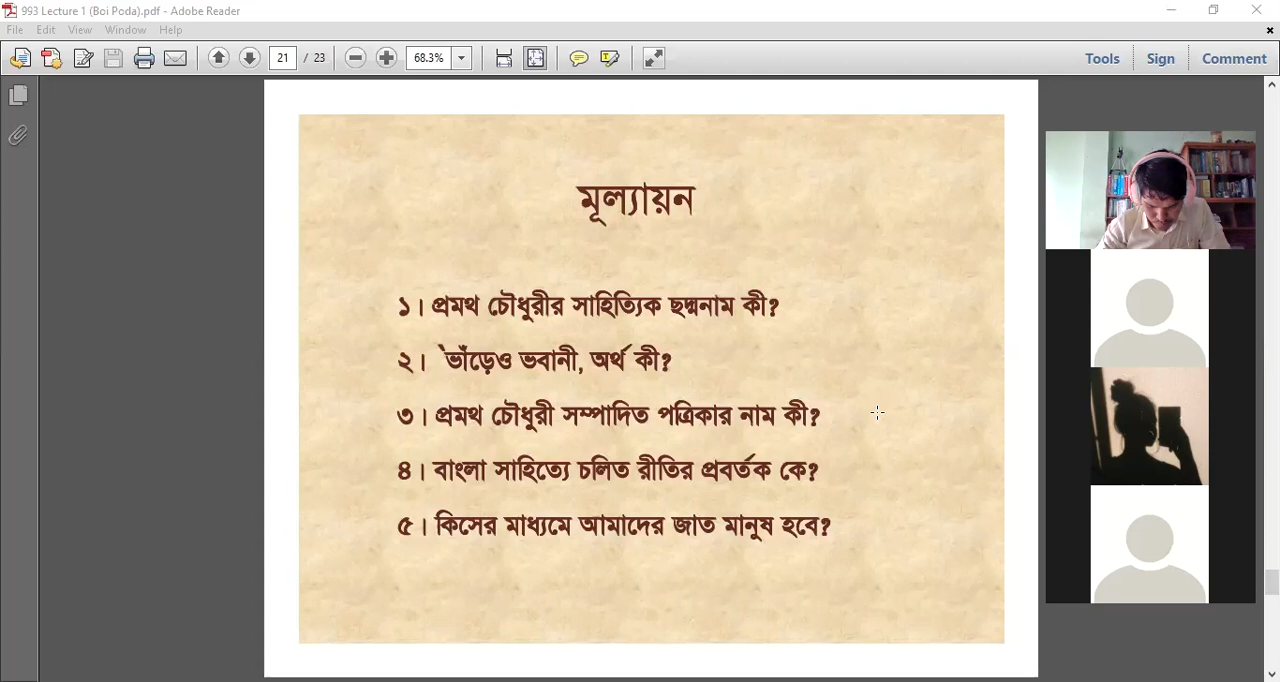 993 Lecture 1 (Boi Poda).pdf - Adobe Reader
File Edit View Window Help
21 / 23 68.3% Tools Sign Comment
মূল্যায়ন
১। প্রমথ চৌধুরীর সাহিত্যিক ছদ্মনাম কী?
২। `ভাঁড়েও ভবানী, অর্থ কী?
৩। প্রমথ চৌধুরী সম্পাদিত পত্রিকার নাম কী?
৪। বাংলা সাহিত্যে চলিত রীতির প্রবর্তক কে?
৫। কিসের মাধ্যমে আমাদের জাত মানুষ হবে?